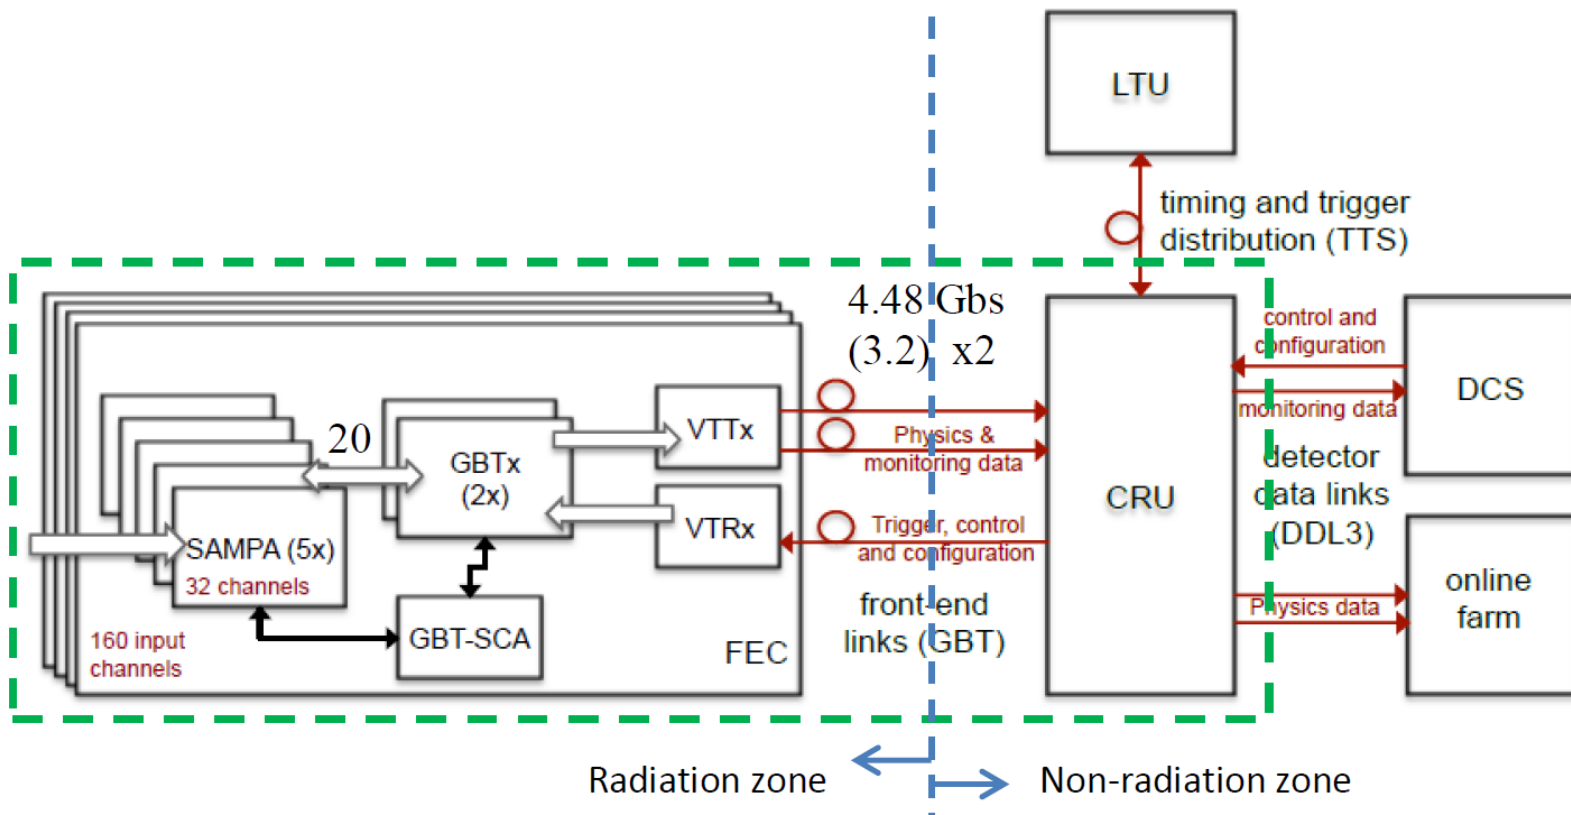 LTU
timing and trigger
distribution (TTS)
4.48 Gbs
(3.2) x2
control and
configuration
monitoring data
DCS
detector
data links
(DDL3)
Physics data
online
farm
CRU
VTTx
Physics &
monitoring data
VTRx
Trigger, control
and configuration
front-end
links (GBT)
20
GBTx
(2x)
SAMPA (5x)
32 channels
GBT-SCA
160 input
channels
FEC
Radiation zone
Non-radiation zone